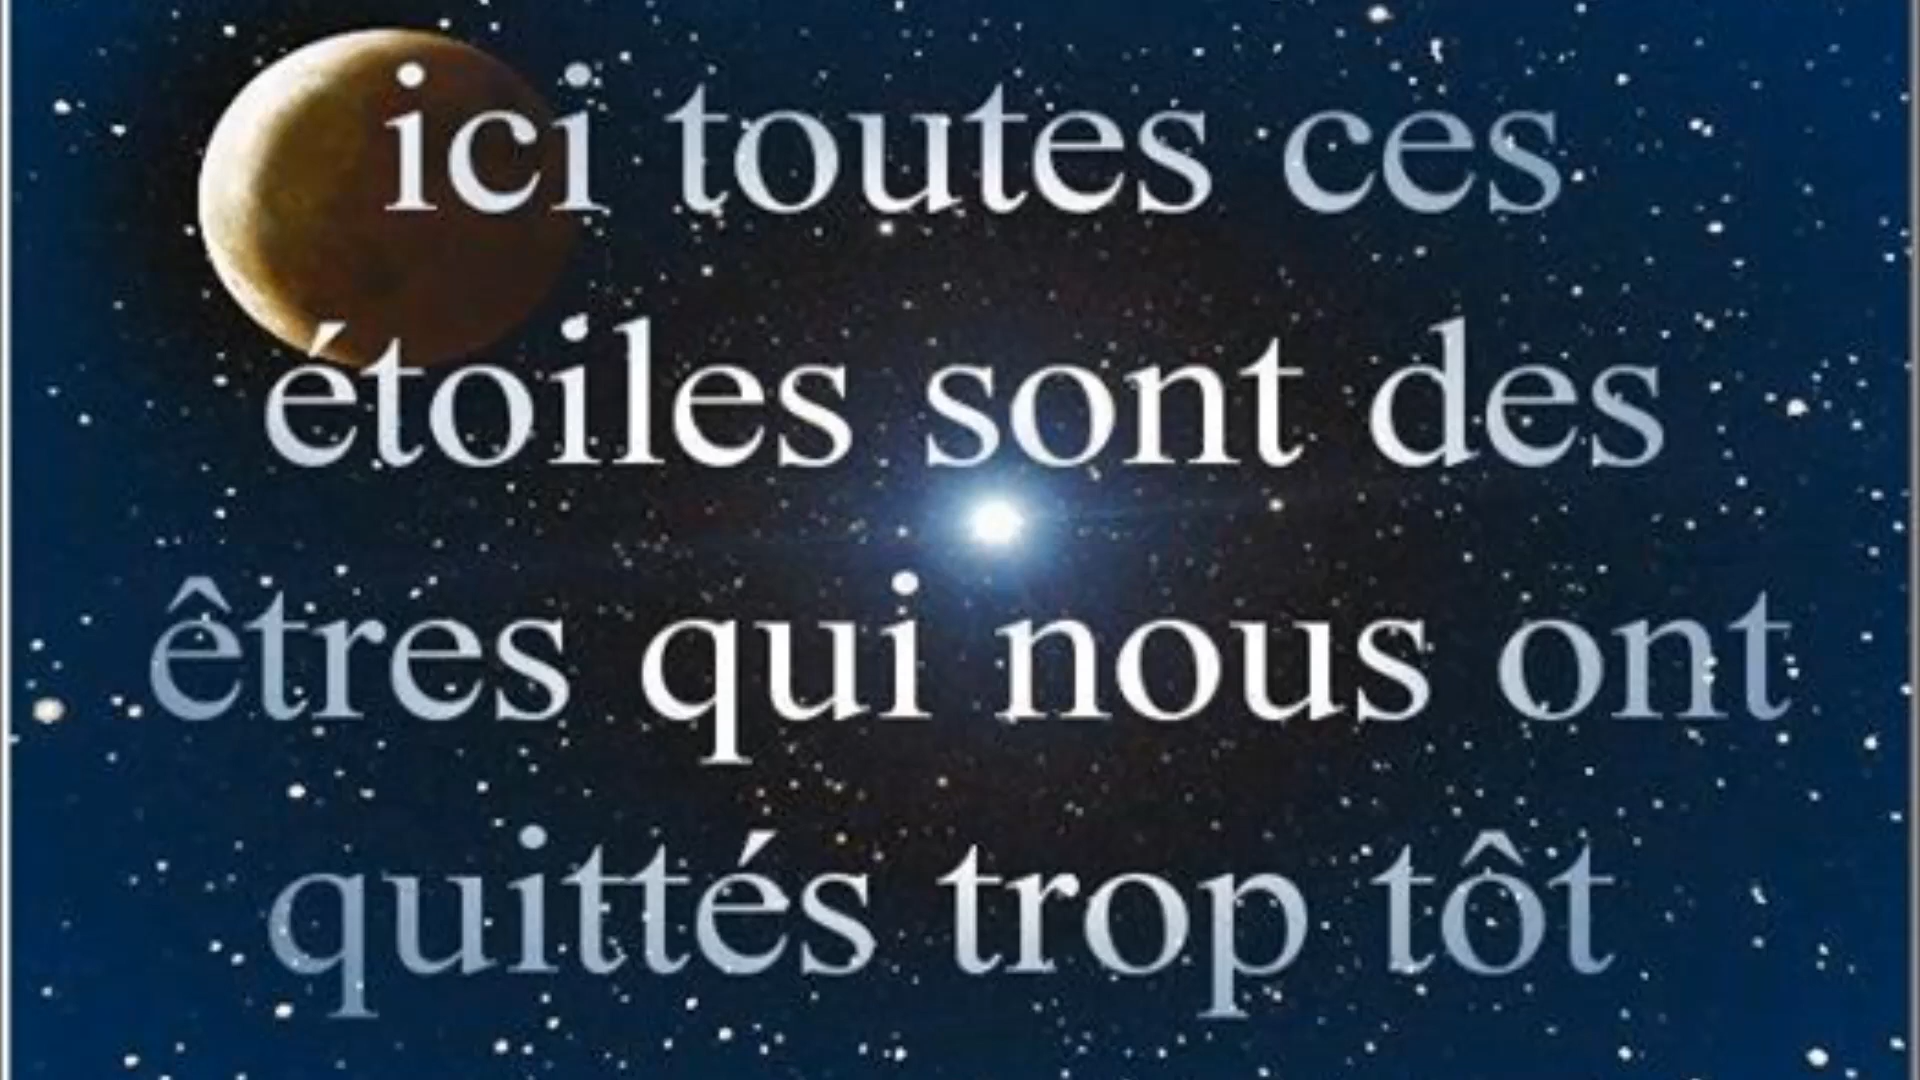 ici toutes ces
étoiles sont des
êtres qui nous ont
quittés trop tôt